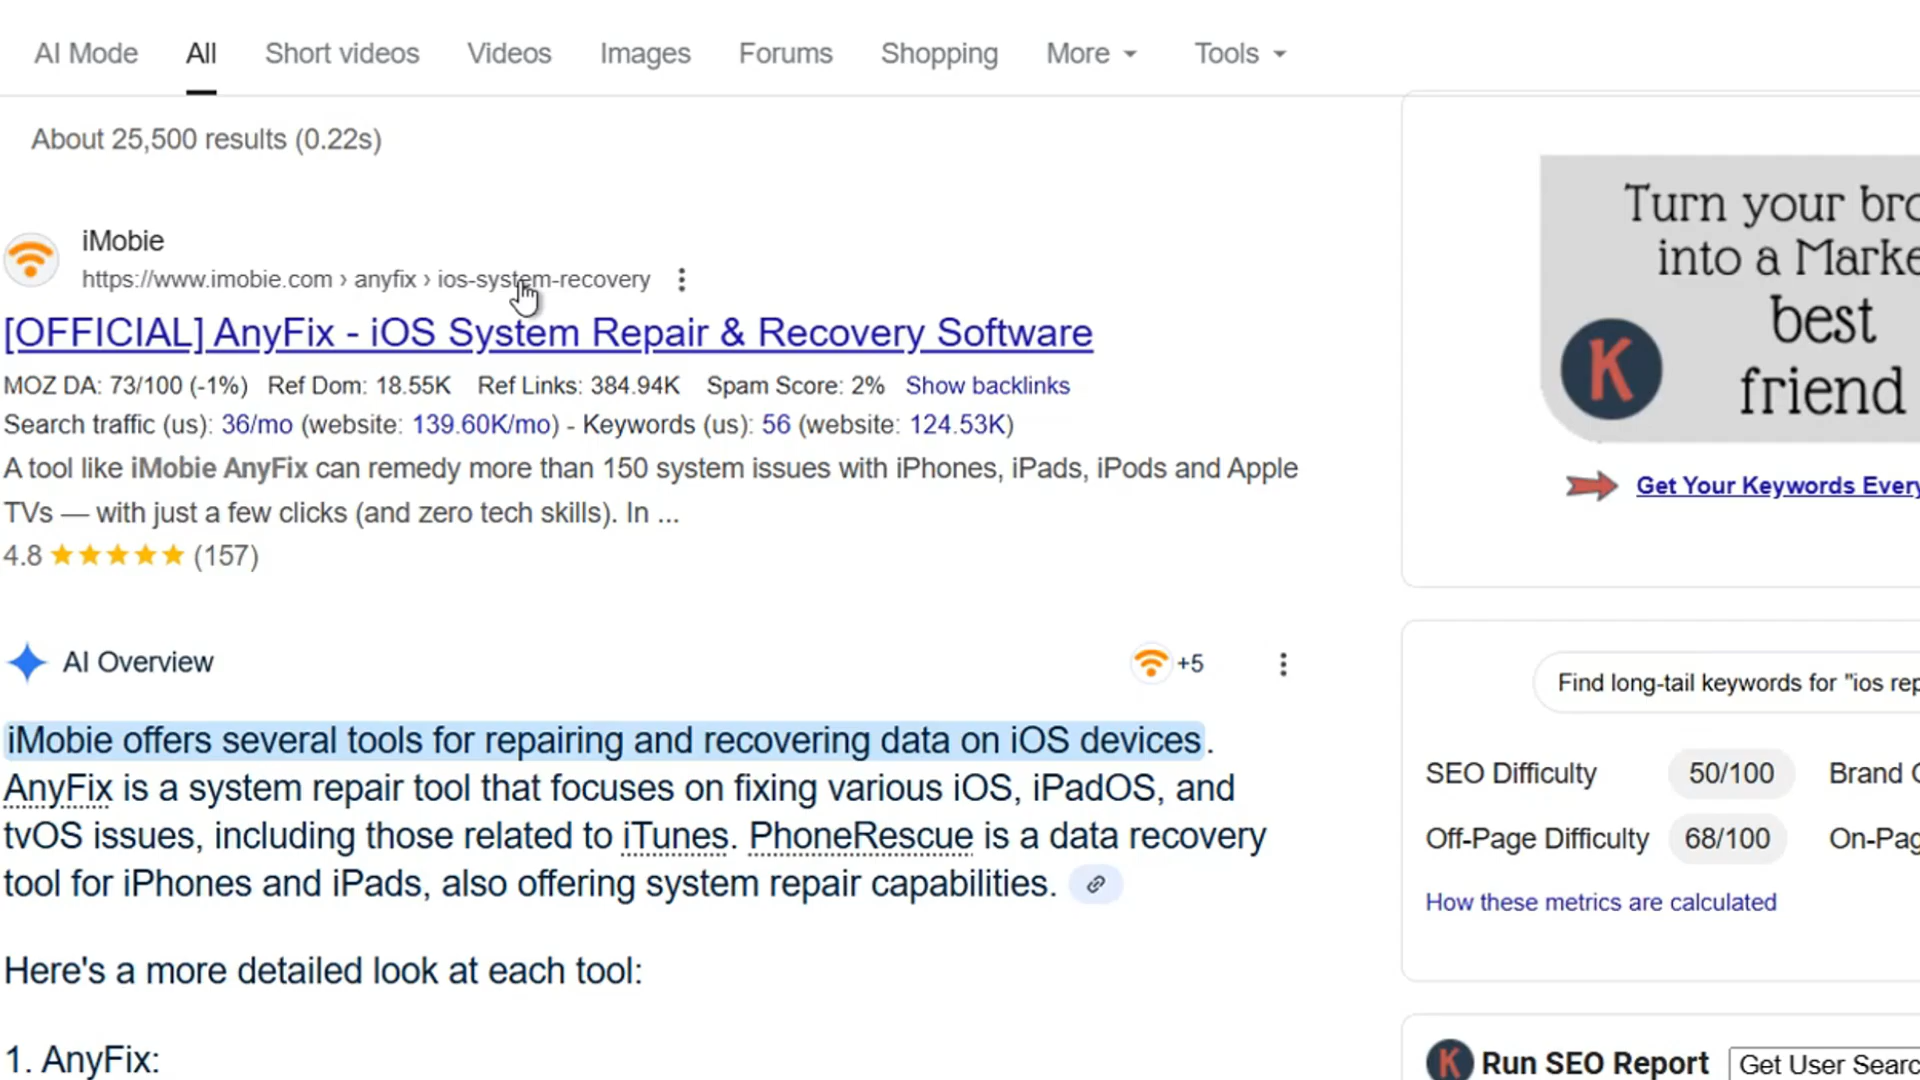 AI Mode All Short videos Videos Images Forums Shopping More Tools
About 25,500 results (0.22s)
iMobie
https://www.imobie.com › anyfix › ios-system-recovery
[OFFICIAL] AnyFix - iOS System Repair & Recovery Software
MOZ DA: 73/100 (-1%) Ref Dom: 18.55K Ref Links: 384.94K Spam Score: 2% Show backlinks
Search traffic (us): 36/mo (website: 139.60K/mo) - Keywords (us): 56 (website: 124.53K)
A tool like iMobie AnyFix can remedy more than 150 system issues with iPhones, iPads, iPods and Apple
TVs — with just a few clicks (and zero tech skills). In ...
4.8 (157)
AI Overview +5
iMobie offers several tools for repairing and recovering data on iOS devices.
AnyFix is a system repair tool that focuses on fixing various iOS, iPadOS, and
tvOS issues, including those related to iTunes. PhoneRescue is a data recovery
tool for iPhones and iPads, also offering system repair capabilities.
Here's a more detailed look at each tool:
1. AnyFix:
Turn your bro
into a Marke
best
friend
K
Get Your Keywords Every
Find long-tail keywords for "ios rep
SEO Difficulty 50/100 Brand
Off-Page Difficulty 68/100 On-Pag
How these metrics are calculated
K Run SEO Report Get User Searc